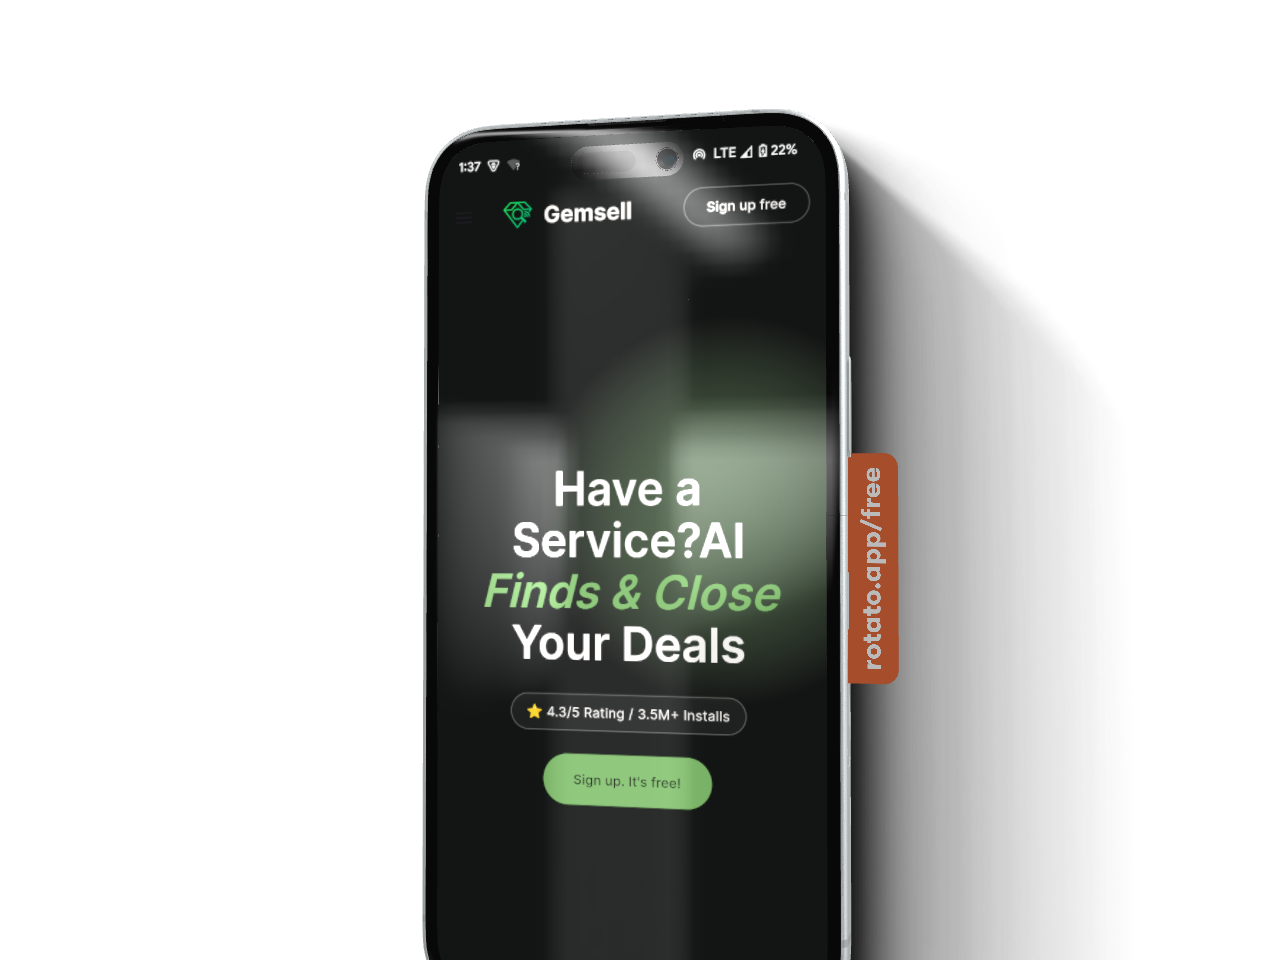 1:37 LTE 22%
Gemsell Sign up free
Have a
Service?AI
Finds & Close
Your Deals
4.3/5 Rating / 3.5M+ Installs
Sign up. It's free!
rotato.app/free